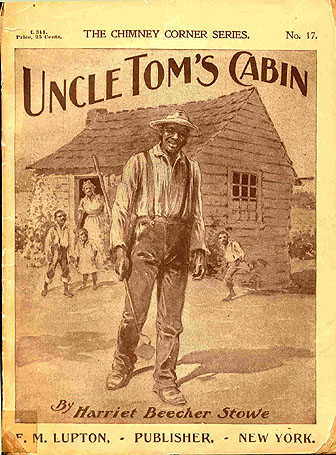 L 311.
Price, 25 Cents.
THE CHIMNEY CORNER SERIES.
No. 17.
UNCLE TOM'S CABIN
By Harriet Beecher Stowe
F. M. LUPTON, - PUBLISHER, - NEW YORK.